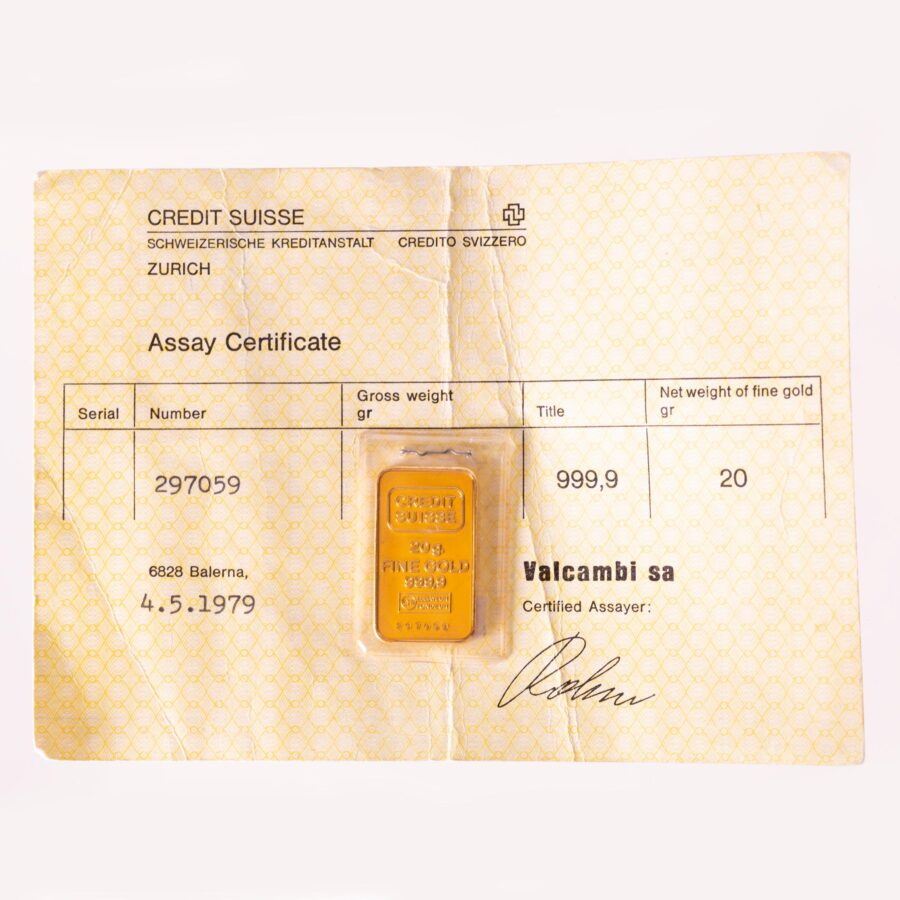 CREDIT SUISSE
SCHWEIZERISCHE KREDITANSTALT CREDITO SVIZZERO
ZURICH
Assay Certificate
Serial Number Gross weight gr Title Net weight of fine gold gr
297059 999,9 20
CREDIT
SUISSE
20g
FINE GOLD
999,9
297059
6828 Balerna,
4.5.1979
Valcambi sa
Certified Assayer: